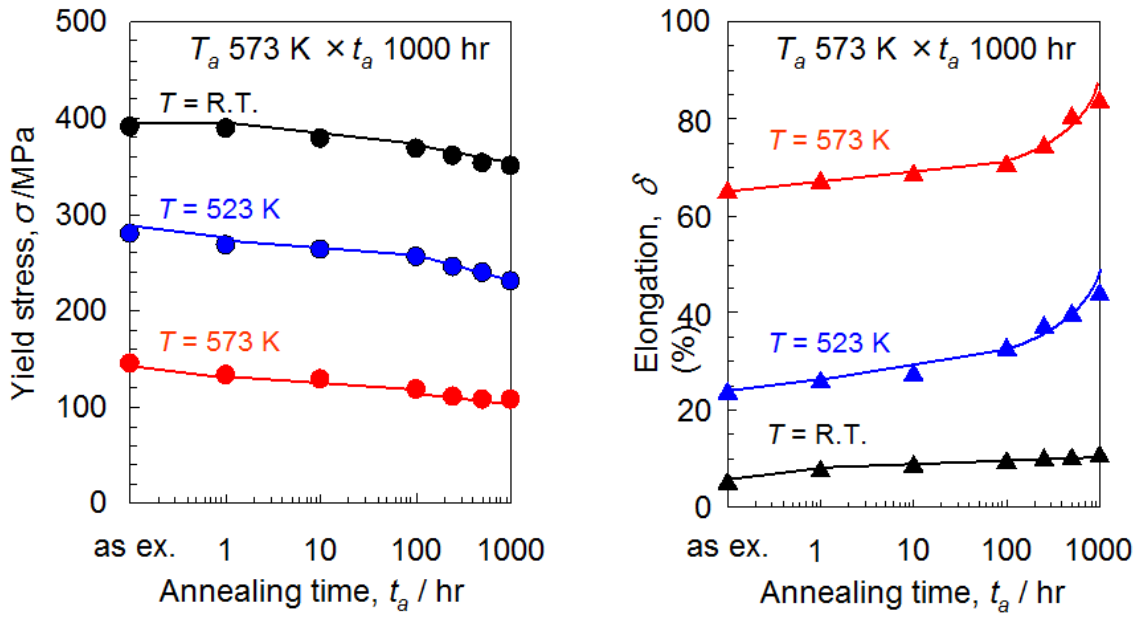 500
400
300
200
100
0
Yield stress, σ/MPa
Tₐ 573 K × tₐ 1000 hr
T = R.T.
T = 523 K
T = 573 K
as ex. 1 10 100 1000
Annealing time, tₐ / hr
100
80
60
40
20
0
Elongation, δ
(%)
Tₐ 573 K × tₐ 1000 hr
T = 573 K
T = 523 K
T = R.T.
as ex. 1 10 100 1000
Annealing time, tₐ / hr